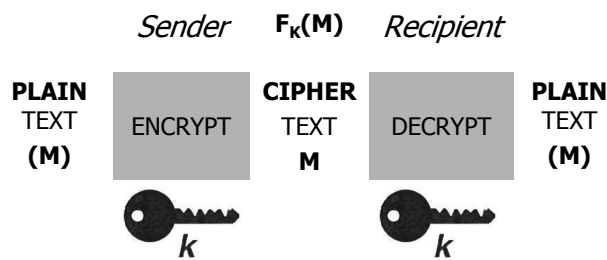 Sender F_K(M) Recipient
PLAIN TEXT (M)
ENCRYPT
CIPHER TEXT M
DECRYPT
PLAIN TEXT (M)
k k